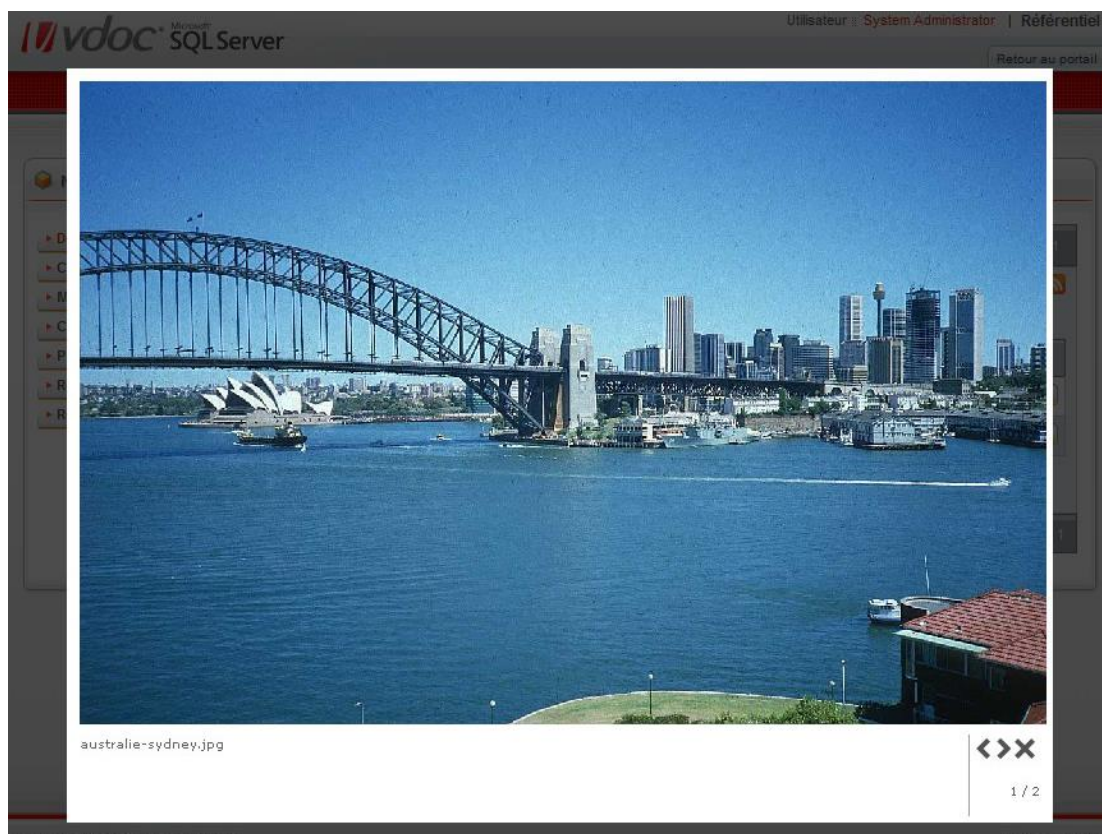 vdoc Microsoft SQL Server
Utilisateur : System Administrator | Référentiel
Retour au portail
D
C
M
C
P
R
R
australie-sydney.jpg
1 / 2